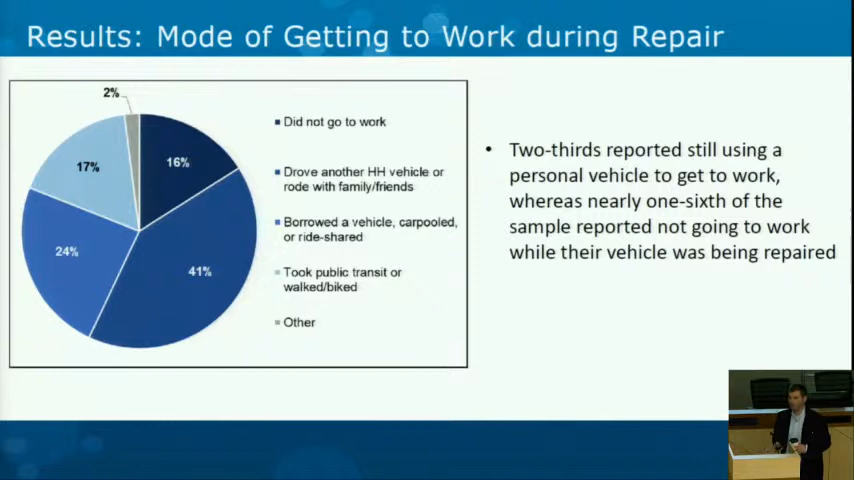 Results: Mode of Getting to Work during Repair
2%
17%
16%
24%
41%
Did not go to work
Drove another HH vehicle or
rode with family/friends
Borrowed a vehicle, carpooled,
or ride-shared
Took public transit or
walked/biked
Other
• Two-thirds reported still using a
personal vehicle to get to work,
whereas nearly one-sixth of the
sample reported not going to work
while their vehicle was being repaired